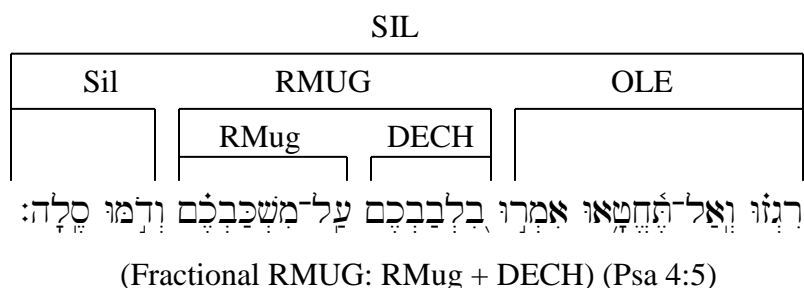 SIL
Sil RMUG OLE
RMug DECH
רִגְז֗וּ וְֽאַל־תֶּ֫חֱטָ֥אוּ אִמְר֣וּ בִ֭לְבַבְכֶם עַֽל־מִשְׁכַּבְכֶ֗ם וְדֹ֣מּוּ סֶֽלָה׃
(Fractional RMUG: RMug + DECH) (Psa 4:5)